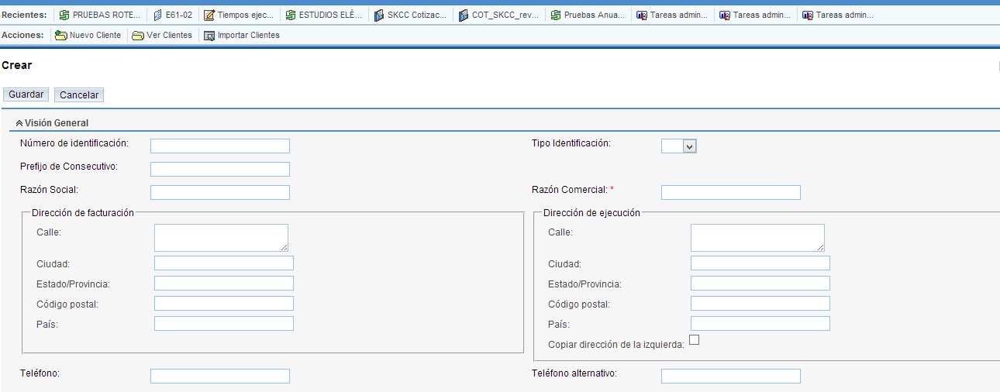 Recientes: PRUEBAS ROTE... E61-02 Tiempos ejec... ESTUDIOS ELÉ... SKCC Cotizac... COT_SKCC_rev... Pruebas Anua... Tareas admin... Tareas admin... Tareas admin...
Acciones: Nuevo Cliente Ver Clientes Importar Clientes
Crear
Guardar Cancelar
Visión General
Número de identificación: Tipo Identificación:
Prefijo de Consecutivo:
Razón Social: Razón Comercial: *
Dirección de facturación Dirección de ejecución
Calle: Calle:
Ciudad: Ciudad:
Estado/Provincia: Estado/Provincia:
Código postal: Código postal:
País: País:
Copiar dirección de la izquierda:
Teléfono: Teléfono alternativo: